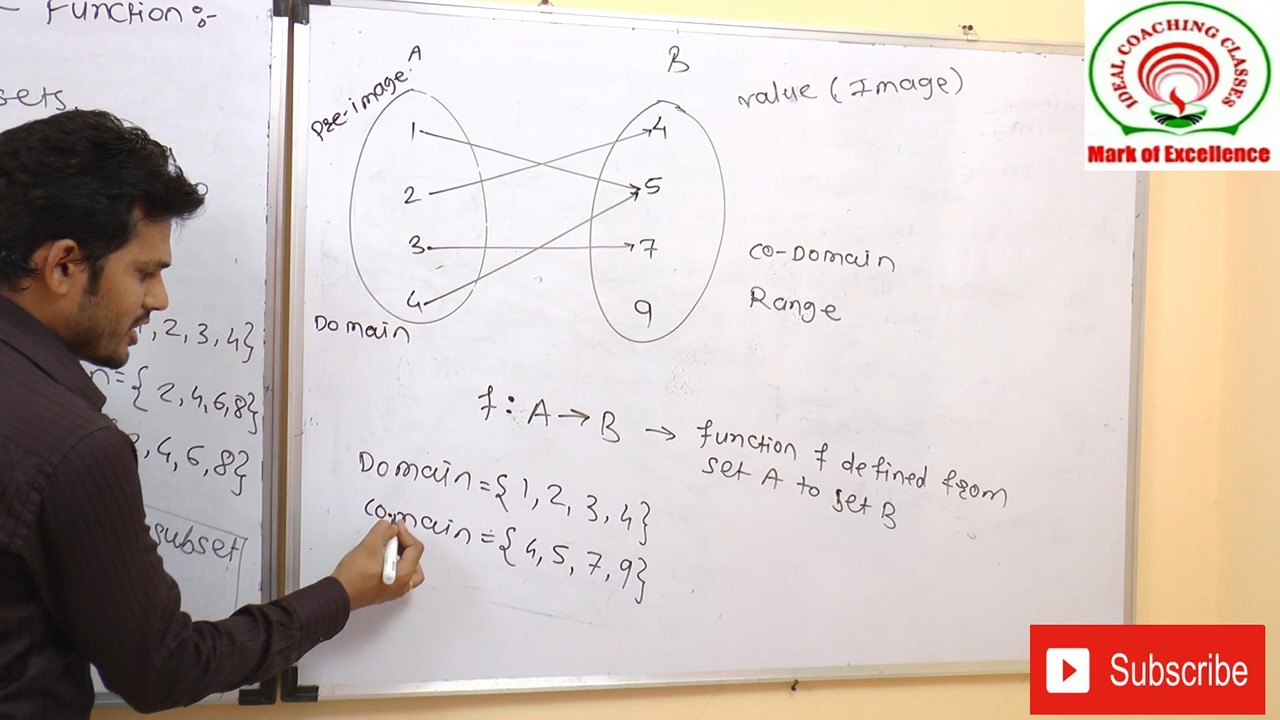 Function :-
sets
1, 2, 3, 4}
= { 2, 4, 6, 8}
, 4, 6, 8}
subset
A
B
Pre-image
value (Image)
1
2
3
4
4
5
7
9
Domain
Co-Domain
Range
f : A → B → function f defined from
set A to set B
Domain = { 1, 2, 3, 4 }
Co-main = { 4, 5, 7, 9 }
IDEAL COACHING CLASSES
Mark of Excellence
Subscribe